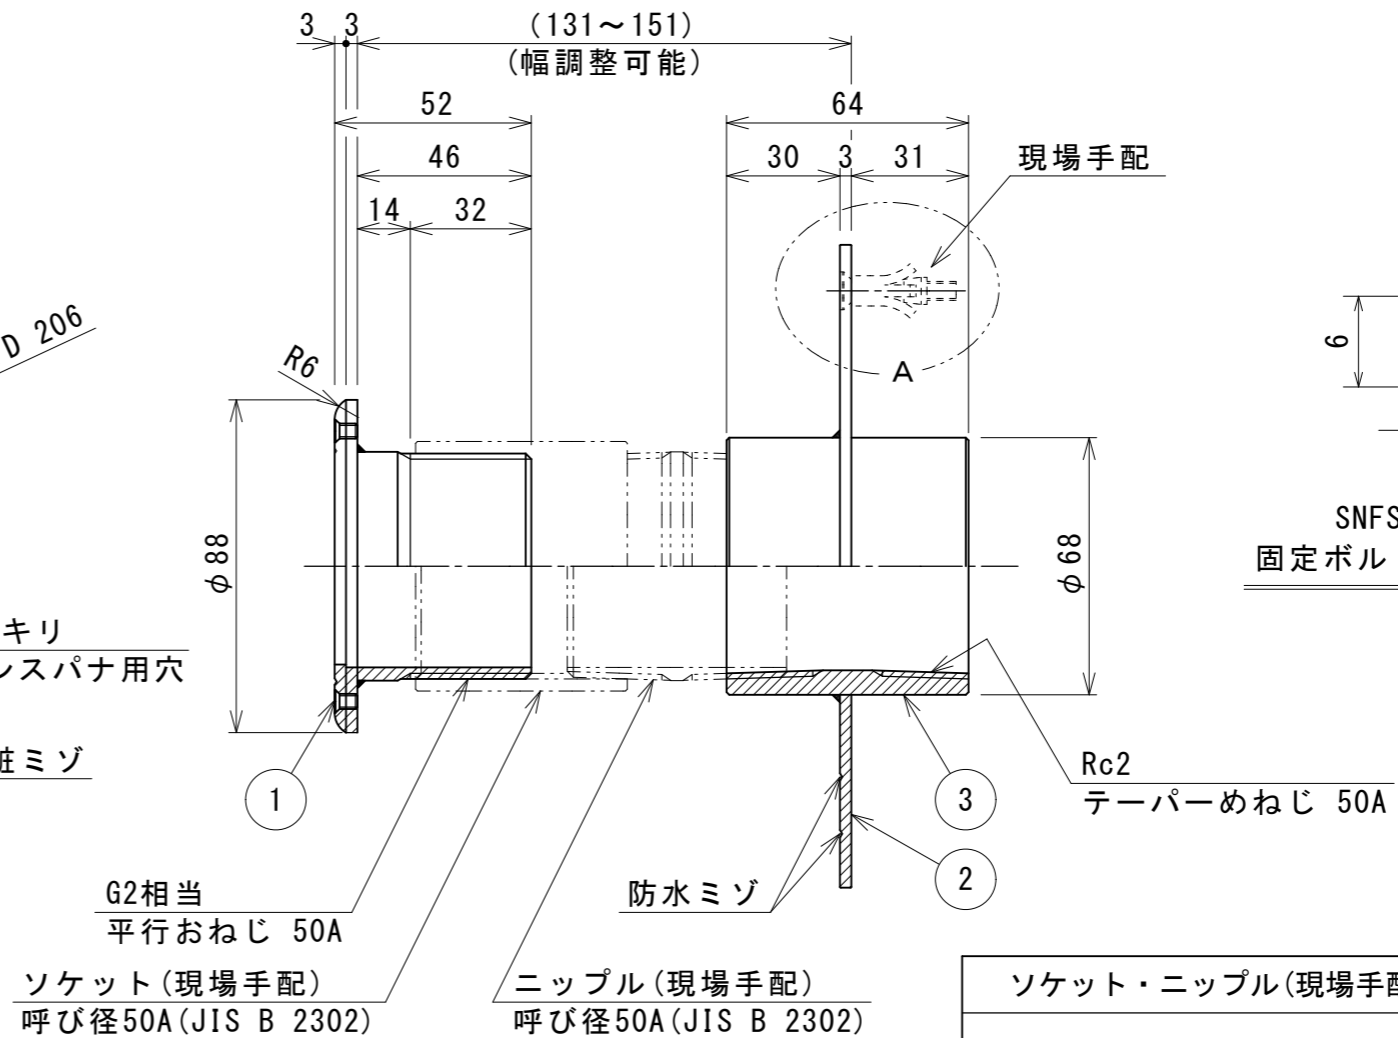 3
3
(131～151)
(幅調整可能)
52
64
46
30
3
31
現場手配
14
32
D 206
R6
A
6
φ88
φ68
SNFS
固定ボル
キリ
ンスパナ用穴
粧ミゾ
1
3
2
Rc2
テーパーめねじ 50A
G2相当
平行おねじ 50A
防水ミゾ
ソケット(現場手配)
呼び径50A(JIS B 2302)
ニップル(現場手配)
呼び径50A(JIS B 2302)
ソケット・ニップル(現場手配